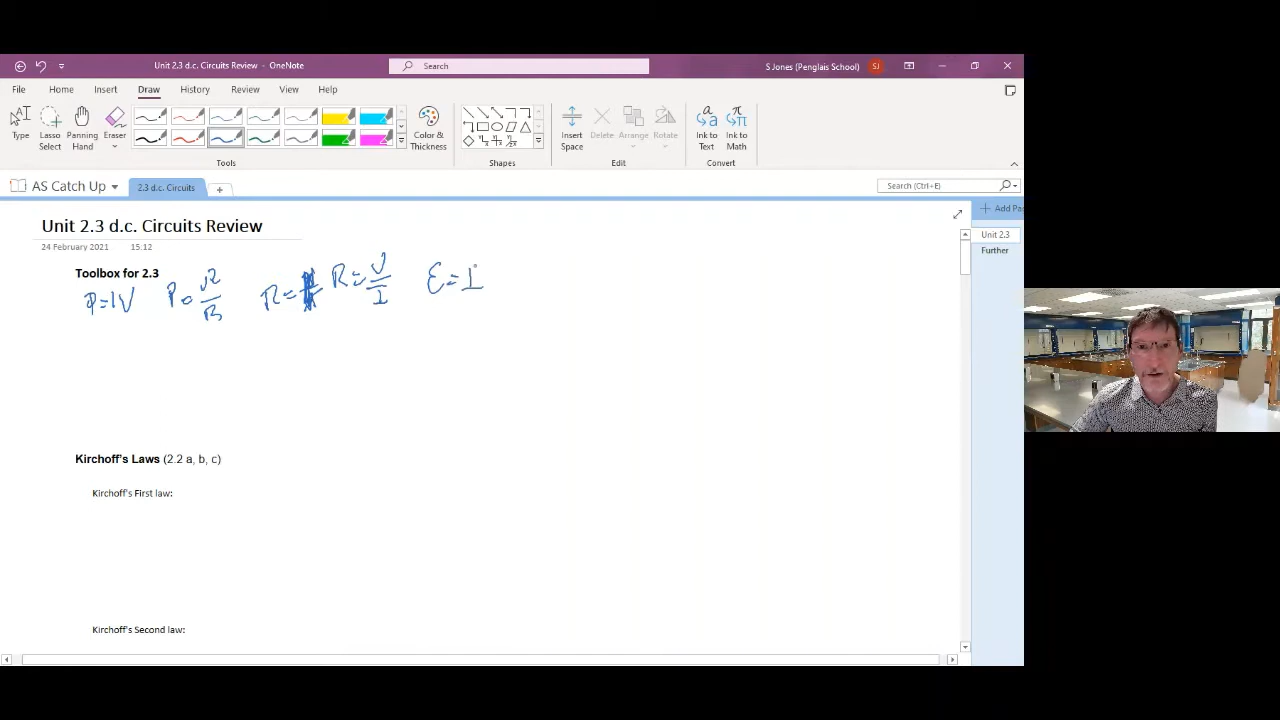 Unit 2.3 d.c. Circuits Review - OneNote
Search
S Jones (Penglais School)
SJ
File Home Insert Draw History Review View Help
Type
Lasso Select
Panning Hand
Eraser
Color & Thickness
Insert Space
Delete
Arrange
Rotate
Ink to Text
Ink to Math
Tools
Shapes
Edit
Convert
AS Catch Up
2.3 d.c. Circuits
Search (Ctrl+E)
Add Pa
Unit 2.3 d.c. Circuits Review
24 February 2021 15:12
Unit 2.3
Further
Toolbox for 2.3
P=IV R=V/I E=I
Kirchoff's Laws (2.2 a, b, c)
Kirchoff's First law:
Kirchoff's Second law: